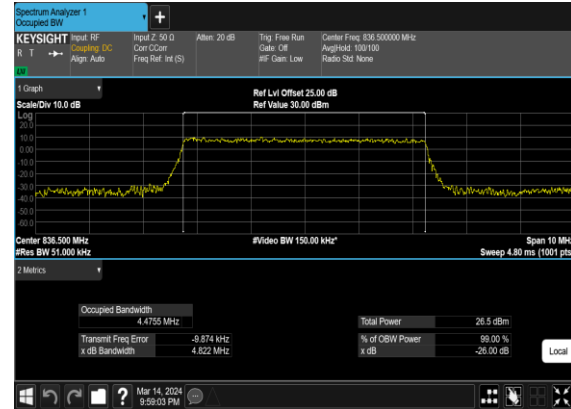 Spectrum Analyzer 1
Occupied BW
KEYSIGHT
R T
LU
Input: RF
Coupling: DC
Align: Auto
Input Z: 50 Ω
Corr CCorr
Freq Ref: Int (S)
Atten: 20 dB
Trig: Free Run
Gate: Off
#IF Gain: Low
Center Freq: 836.500000 MHz
Avg|Hold: 100/100
Radio Std: None
1 Graph
Scale/Div 10.0 dB
Ref Lvl Offset 25.00 dB
Ref Value 30.00 dBm
Log
20.0
10.0
0.00
-10.0
-20.0
-30.0
-40.0
-50.0
-60.0
Center 836.500 MHz
#Res BW 51.000 kHz
#Video BW 150.00 kHz*
Span 10 MHz
Sweep 4.80 ms (1001 pts
2 Metrics
Occupied Bandwidth
4.4755 MHz
Transmit Freq Error -9.874 kHz
x dB Bandwidth 4.822 MHz
Total Power 26.5 dBm
% of OBW Power 99.00 %
x dB -26.00 dB
Local
?
Mar 14, 2024
9:59:03 PM